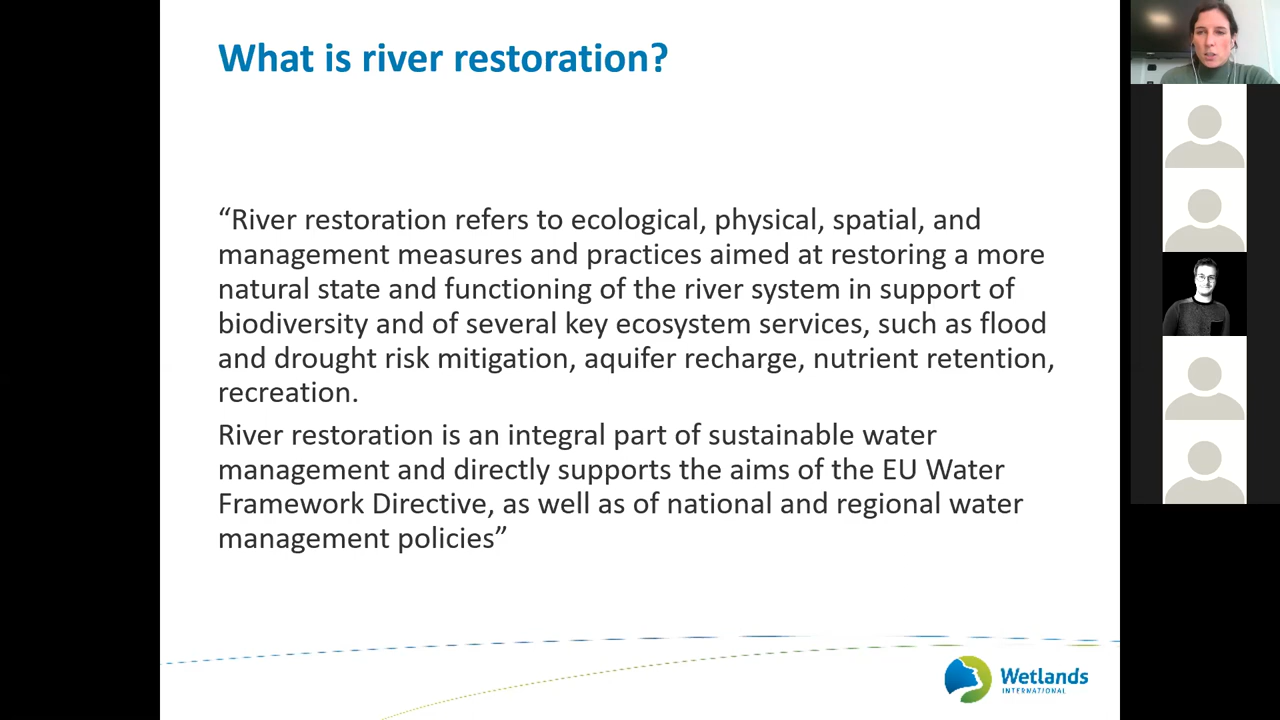 What is river restoration?
“River restoration refers to ecological, physical, spatial, and
management measures and practices aimed at restoring a more
natural state and functioning of the river system in support of
biodiversity and of several key ecosystem services, such as flood
and drought risk mitigation, aquifer recharge, nutrient retention,
recreation.
River restoration is an integral part of sustainable water
management and directly supports the aims of the EU Water
Framework Directive, as well as of national and regional water
management policies”
Wetlands
INTERNATIONAL